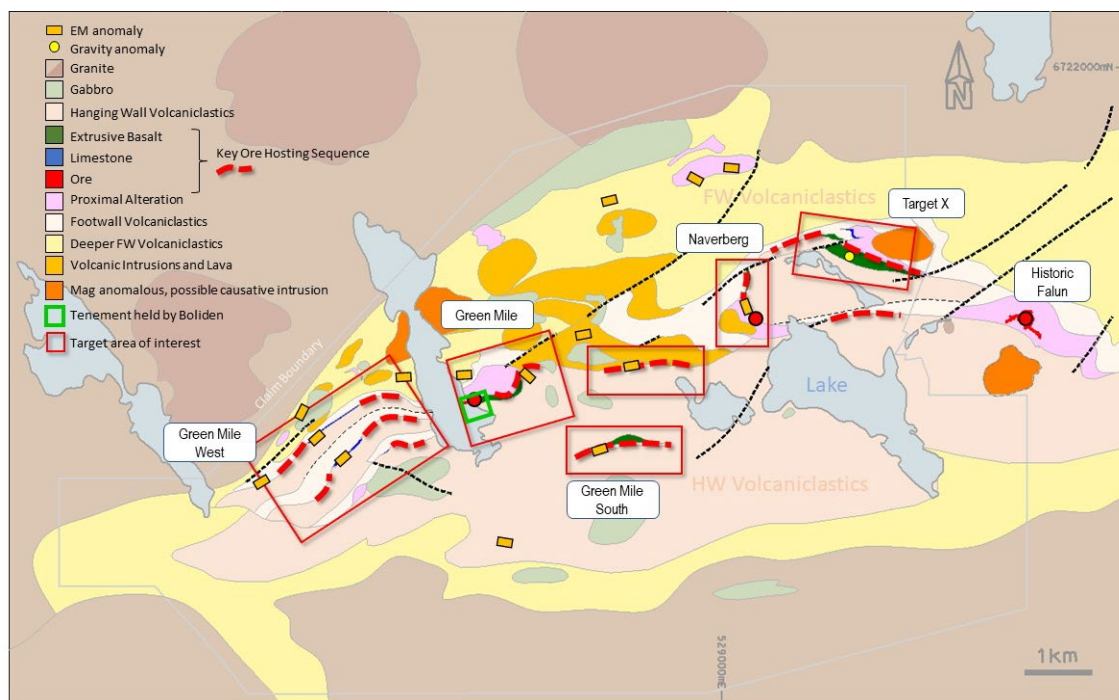 EM anomaly
Gravity anomaly
Granite
Gabbro
Hanging Wall Volcaniclastics
Extrusive Basalt
Limestone
Key Ore Hosting Sequence
Ore
Proximal Alteration
Footwall Volcaniclastics
Deeper FW Volcaniclastics
Volcanic Intrusions and Lava
Mag anomalous, possible causative intrusion
Tenement held by Boliden
Target area of interest
6722000mN
N
FW Volcaniclastics
Target X
Naverberg
Historic
Falun
Green Mile
Claim Boundary
Lake
Green Mile
West
Green Mile
South
HW Volcaniclastics
529000mE
1km